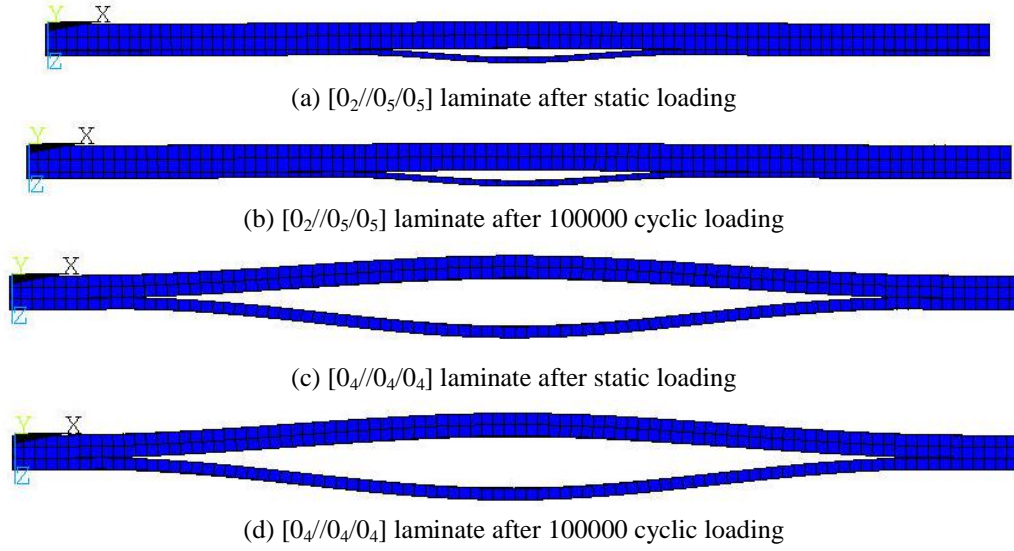 Y X
Z
(a) [0₂//0₅/0₅] laminate after static loading
Y X
Z
(b) [0₂//0₅/0₅] laminate after 100000 cyclic loading
Y X
Z
(c) [0₄//0₄/0₄] laminate after static loading
Y X
Z
(d) [0₄//0₄/0₄] laminate after 100000 cyclic loading